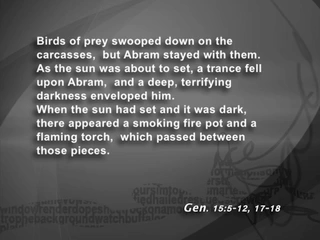 Birds of prey swooped down on the
carcasses, but Abram stayed with them.
As the sun was about to set, a trance fell
upon Abram, and a deep, terrifying
darkness enveloped him.
When the sun had set and it was dark,
there appeared a smoking fire pot and a
flaming torch, which passed between
those pieces.
Gen. 15:5-12, 17-18